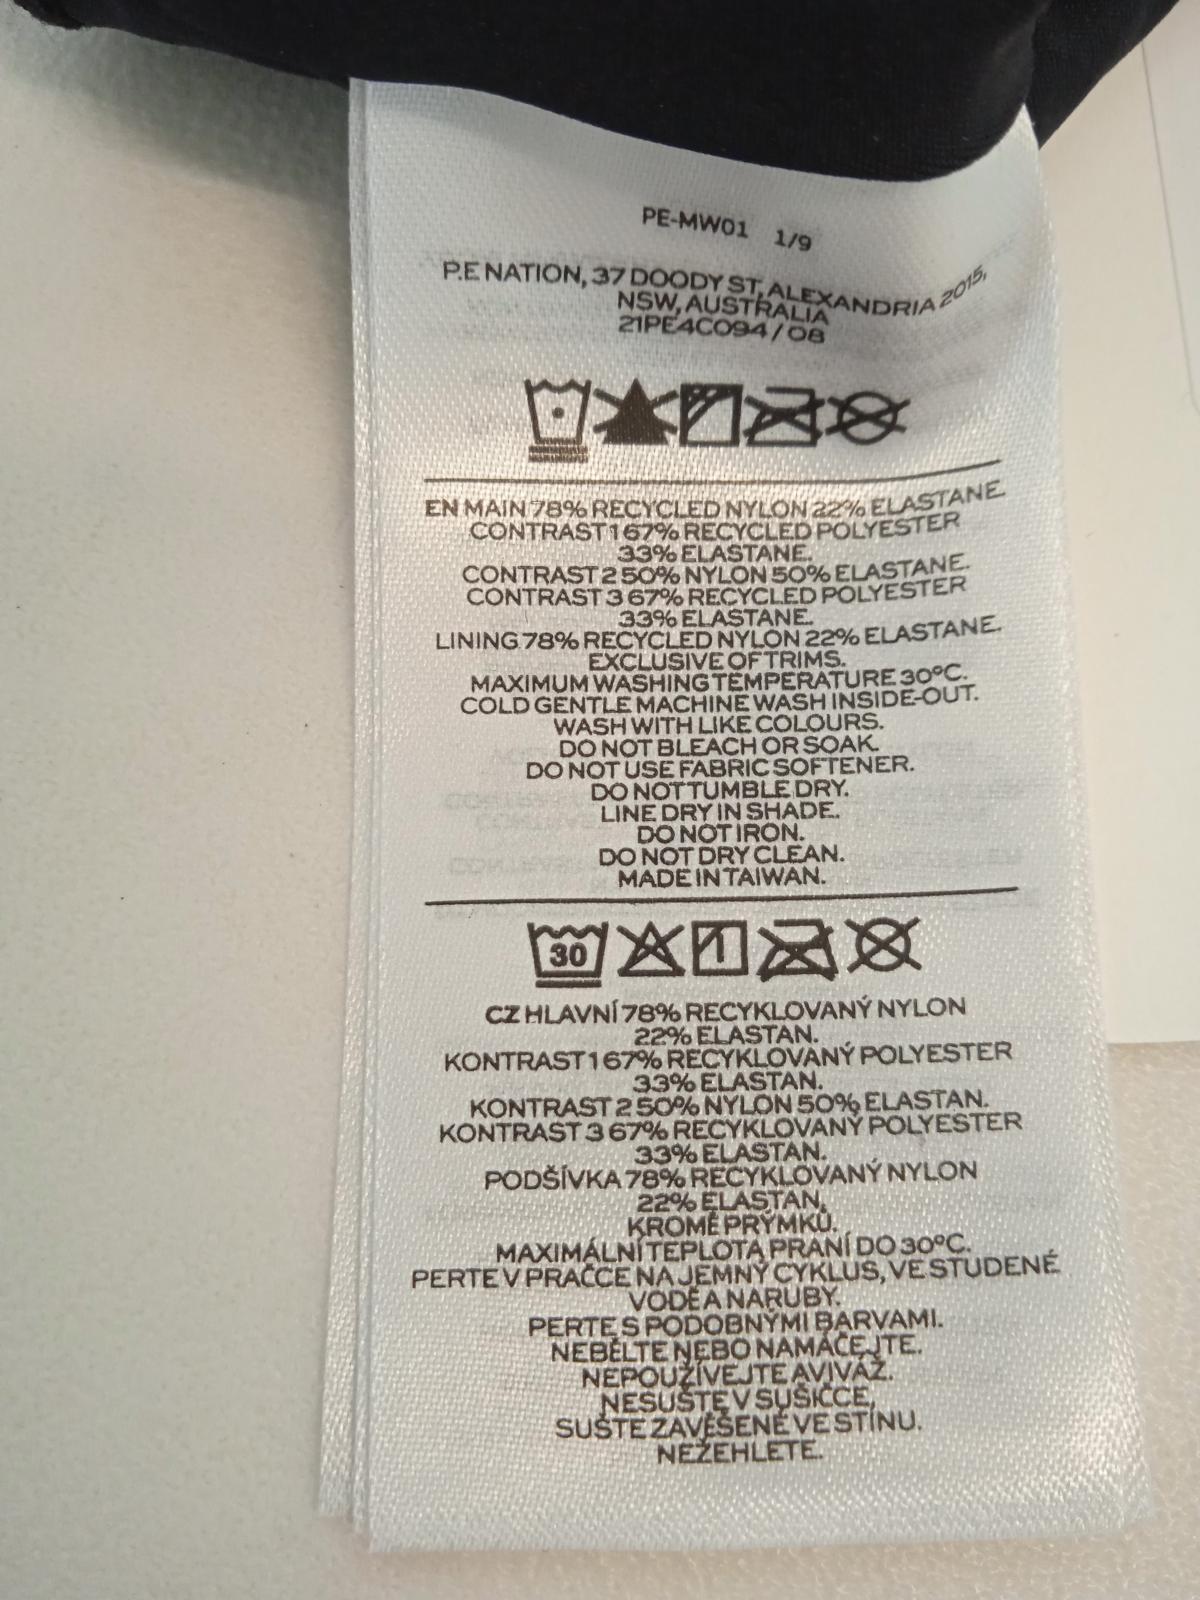 PE-MW01 1/9
P.E NATION, 37 DOODY ST, ALEXANDRIA 2015,
NSW, AUSTRALIA
21PE4C094 / 08
EN MAIN 78% RECYCLED NYLON 22% ELASTANE.
CONTRAST 1 67% RECYCLED POLYESTER
33% ELASTANE.
CONTRAST 2 50% NYLON 50% ELASTANE.
CONTRAST 3 67% RECYCLED POLYESTER
33% ELASTANE.
LINING 78% RECYCLED NYLON 22% ELASTANE.
EXCLUSIVE OF TRIMS.
MAXIMUM WASHING TEMPERATURE 30°C.
COLD GENTLE MACHINE WASH INSIDE-OUT.
WASH WITH LIKE COLOURS.
DO NOT BLEACH OR SOAK.
DO NOT USE FABRIC SOFTENER.
DO NOT TUMBLE DRY.
LINE DRY IN SHADE.
DO NOT IRON.
DO NOT DRY CLEAN.
MADE IN TAIWAN.
30
CZ HLAVNÍ 78% RECYKLOVANÝ NYLON
22% ELASTAN.
KONTRAST 1 67% RECYKLOVANÝ POLYESTER
33% ELASTAN.
KONTRAST 2 50% NYLON 50% ELASTAN.
KONTRAST 3 67% RECYKLOVANÝ POLYESTER
33% ELASTAN.
PODŠÍVKA 78% RECYKLOVANÝ NYLON
22% ELASTAN.
KROMĚ PRÝMKŮ.
MAXIMÁLNÍ TEPLOTA PRANÍ DO 30°C.
PERTE V PRAČCE NA JEMNÝ CYKLUS, VE STUDENÉ
VODĚ A NARUBY.
PERTE S PODOBNÝMI BARVAMI.
NEBĚLTE NEBO NAMÁČEJTE.
NEPOUŽÍVEJTE AVIVÁŽ.
NESUŠTE V SUŠIČCE,
SUŠTE ZAVĚŠENÉ VE STÍNU.
NEŽEHLETE.